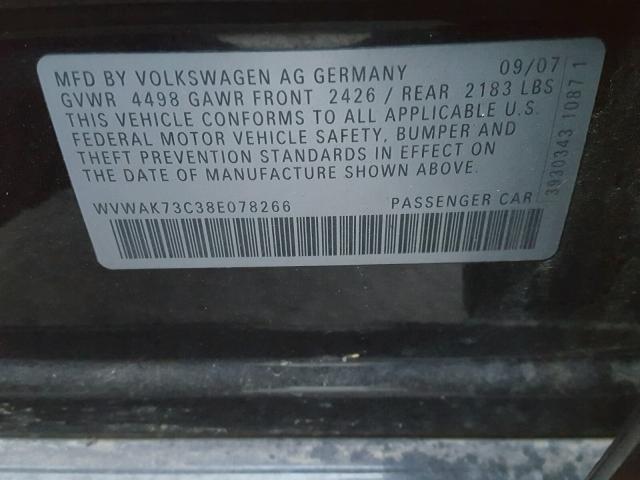 MFD BY VOLKSWAGEN AG GERMANY 09/07
GVWR 4498 GAWR FRONT 2426 / REAR 2183 LBS
THIS VEHICLE CONFORMS TO ALL APPLICABLE U.S.
FEDERAL MOTOR VEHICLE SAFETY, BUMPER AND
THEFT PREVENTION STANDARDS IN EFFECT ON
THE DATE OF MANUFACTURE SHOWN ABOVE.
WVWAK73C38E078266 PASSENGER CAR
3930343 1087 1